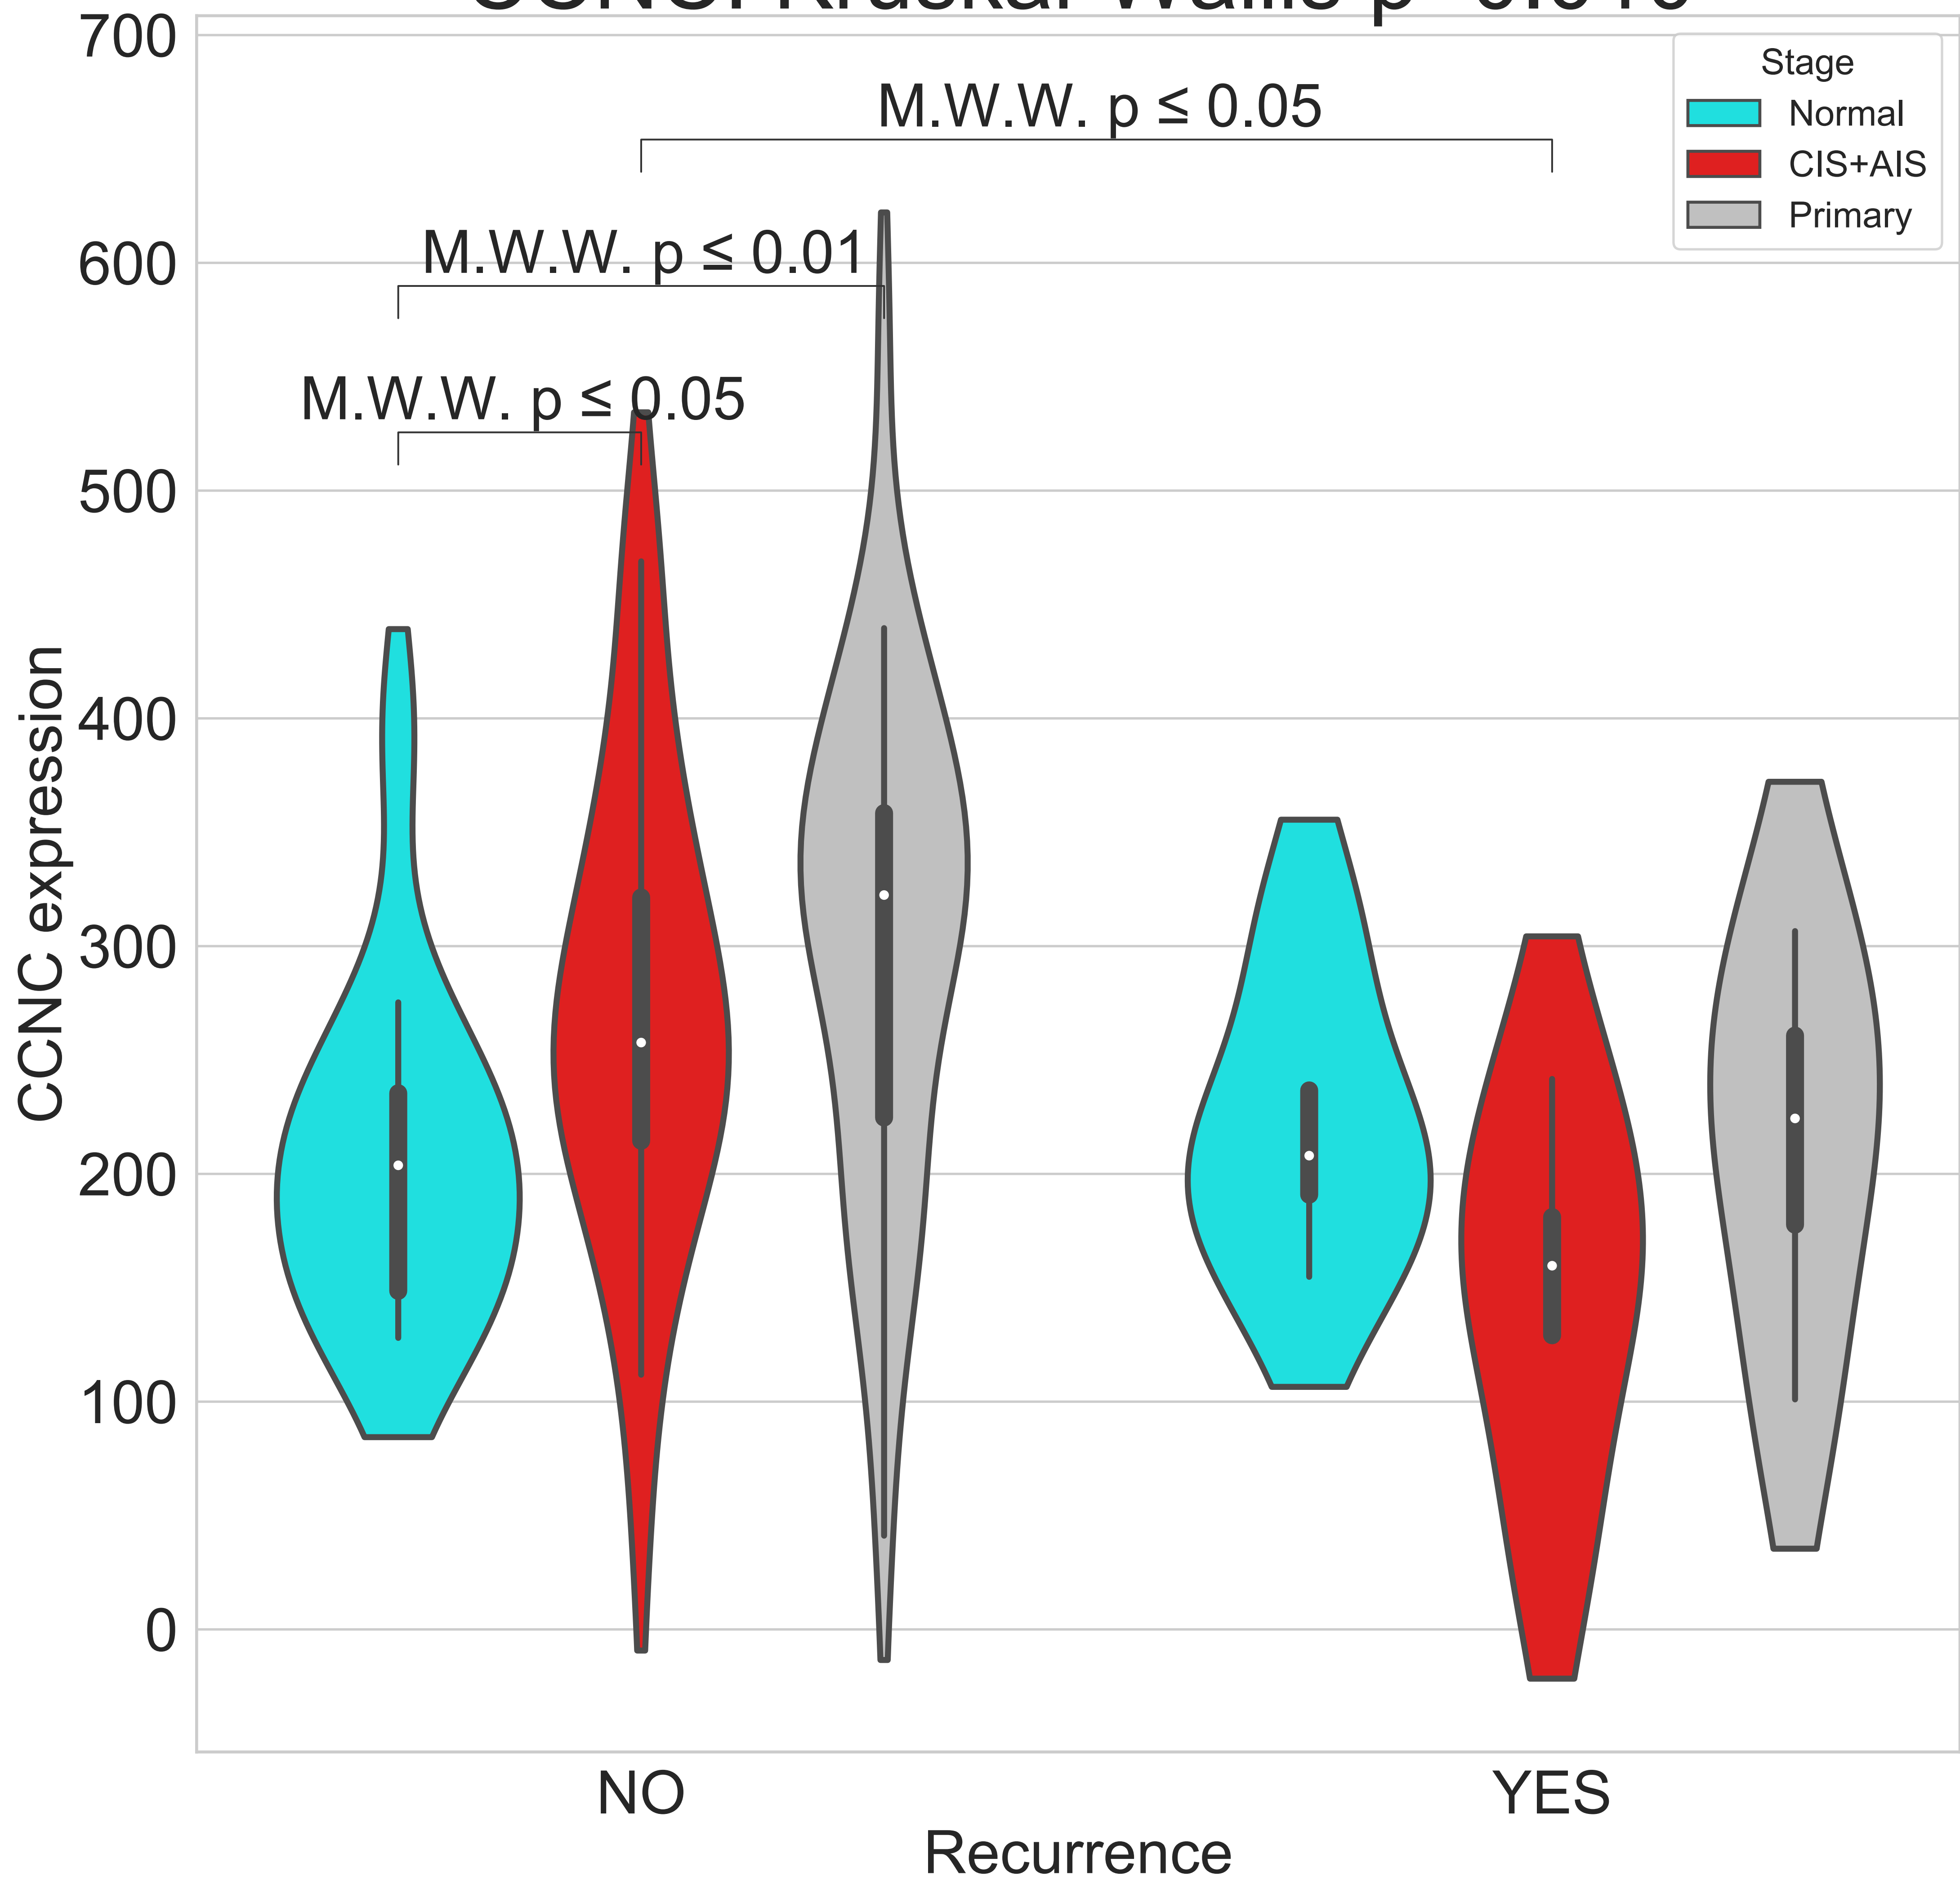 700
600
500
400
300
200
100
0
CCNC expression
M.W.W. p ≤ 0.05
M.W.W. p ≤ 0.01
M.W.W. p ≤ 0.05
Stage
Normal
CIS+AIS
Primary
NO
YES
Recurrence